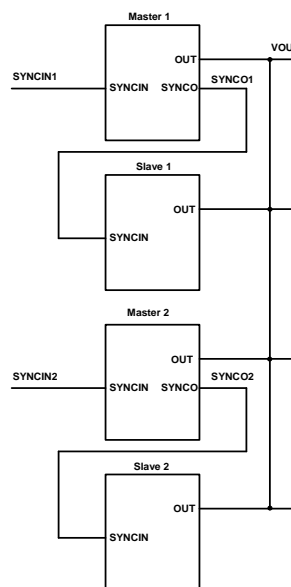 Master 1
OUT
VOU
SYNCIN1
SYNCIN
SYNCO
SYNCO1
Slave 1
OUT
SYNCIN
Master 2
OUT
SYNCIN2
SYNCIN
SYNCO
SYNCO2
Slave 2
OUT
SYNCIN